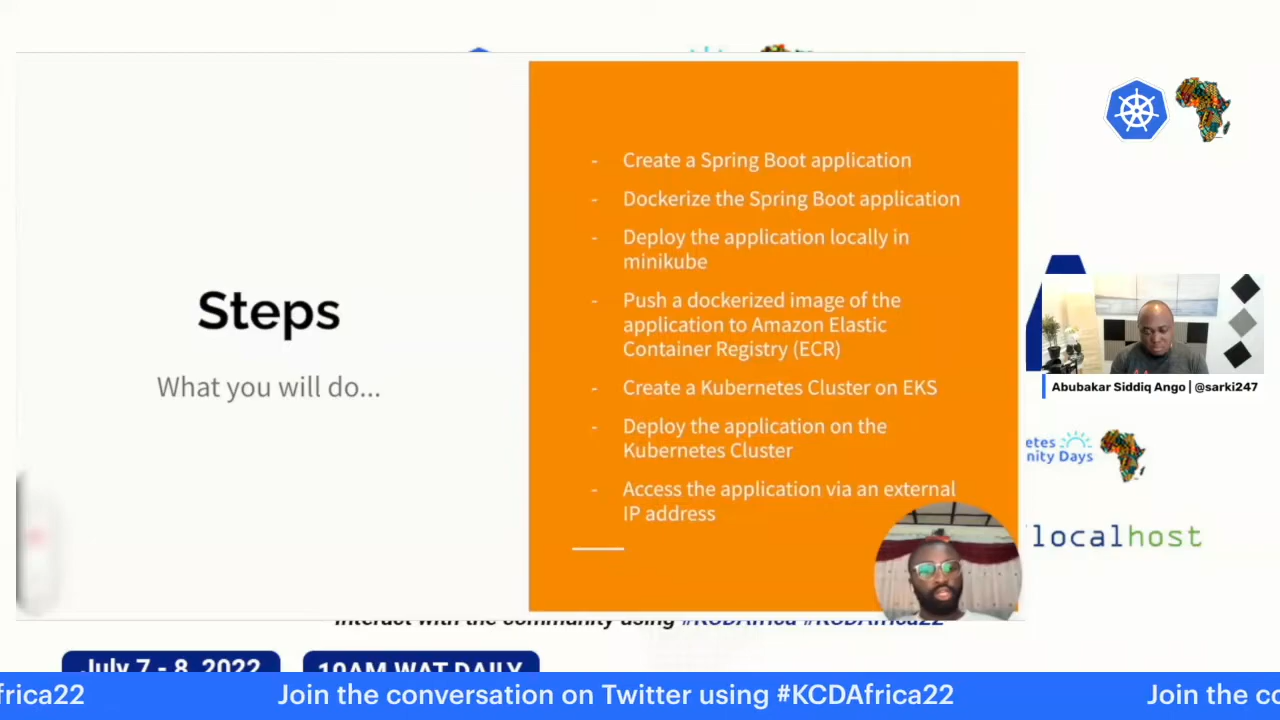 Steps
What you will do...
- Create a Spring Boot application
- Dockerize the Spring Boot application
- Deploy the application locally in
minikube
- Push a dockerized image of the
application to Amazon Elastic
Container Registry (ECR)
- Create a Kubernetes Cluster on EKS
- Deploy the application on the
Kubernetes Cluster
- Access the application via an external
IP address
Abubakar Siddiq Ango | @sarki247
etes
nity Days
localhost
Interact with the community using #KCDAfrica #KCDAfrica22
July 7 - 8, 2022
10AM WAT DAILY
frica22
Join the conversation on Twitter using #KCDAfrica22
Join the co